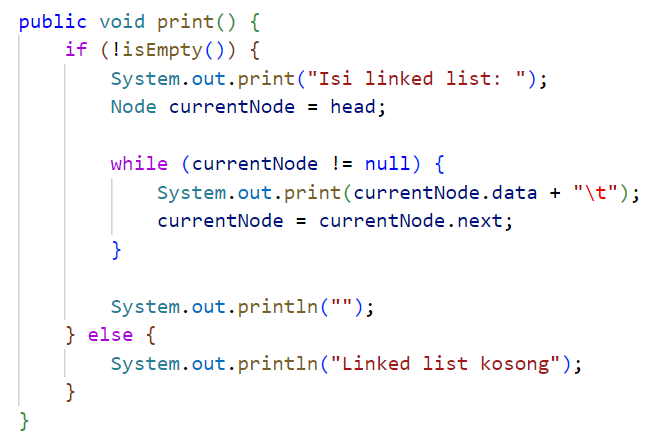 public void print() {
    if (!isEmpty()) {
        System.out.print("Isi linked list: ");
        Node currentNode = head;

        while (currentNode != null) {
            System.out.print(currentNode.data + "\t");
            currentNode = currentNode.next;
        }

        System.out.println("");
    } else {
        System.out.println("Linked list kosong");
    }
}